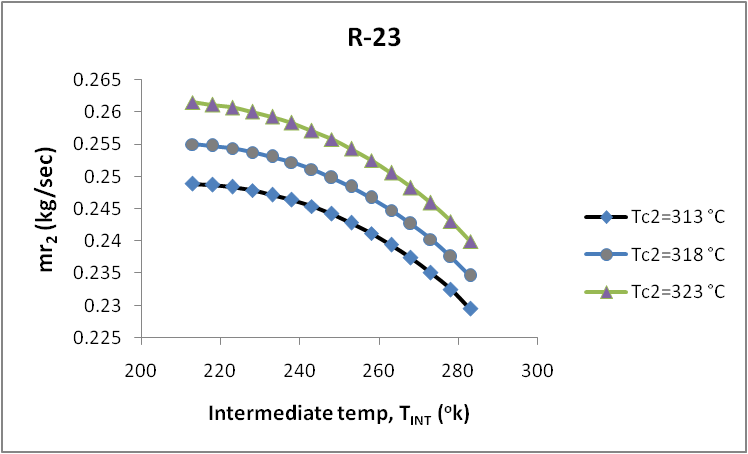 R-23
0.265
0.26
0.255
0.25
0.245
0.24
0.235
0.23
0.225
200 220 240 260 280 300
mr₂ (kg/sec)
Intermediate temp, T_INT (°k)
Tc2=313 °C
Tc2=318 °C
Tc2=323 °C